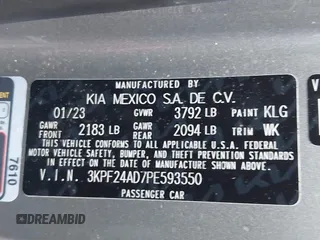 MANUFACTURED BY
KIA MEXICO S.A. DE C.V.
01/23 GVWR 3792 LB PAINT KLG
GAWR FRONT 2183 LB GAWR REAR 2094 LB TRIM WK
THIS VEHICLE CONFORMS TO ALL APPLICABLE U.S.A. FEDERAL
MOTOR VEHICLE SAFETY, BUMPER, AND THEFT PREVENTION
STANDARDS IN EFFECT ON THE DATE OF MANUFACTURE SHOWN ABOVE.
V.I.N. 3KPF24AD7PE593550
PASSENGER CAR
7610
DREAMBID